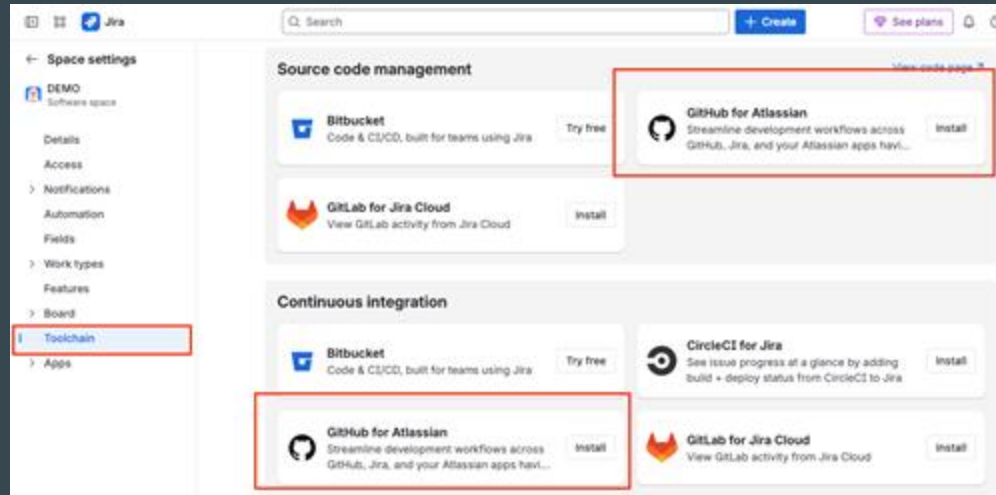 Jira
Search
+ Create
See plans
← Space settings
DEMO
Software space
Details
Access
Notifications
Automation
Fields
Work types
Features
Board
Toolchain
Apps
Source code management
View code page
Bitbucket
Code & CI/CD, built for teams using Jira
Try free
GitHub for Atlassian
Streamline development workflows across
GitHub, Jira, and your Atlassian apps havi...
Install
GitLab for Jira Cloud
View GitLab activity from Jira Cloud
Install
Continuous integration
Bitbucket
Code & CI/CD, built for teams using Jira
Try free
CircleCI for Jira
See issue progress at a glance by adding
build + deploy status from CircleCI to Jira
Install
GitHub for Atlassian
Streamline development workflows across
GitHub, Jira, and your Atlassian apps havi...
Install
GitLab for Jira Cloud
View GitLab activity from Jira Cloud
Install